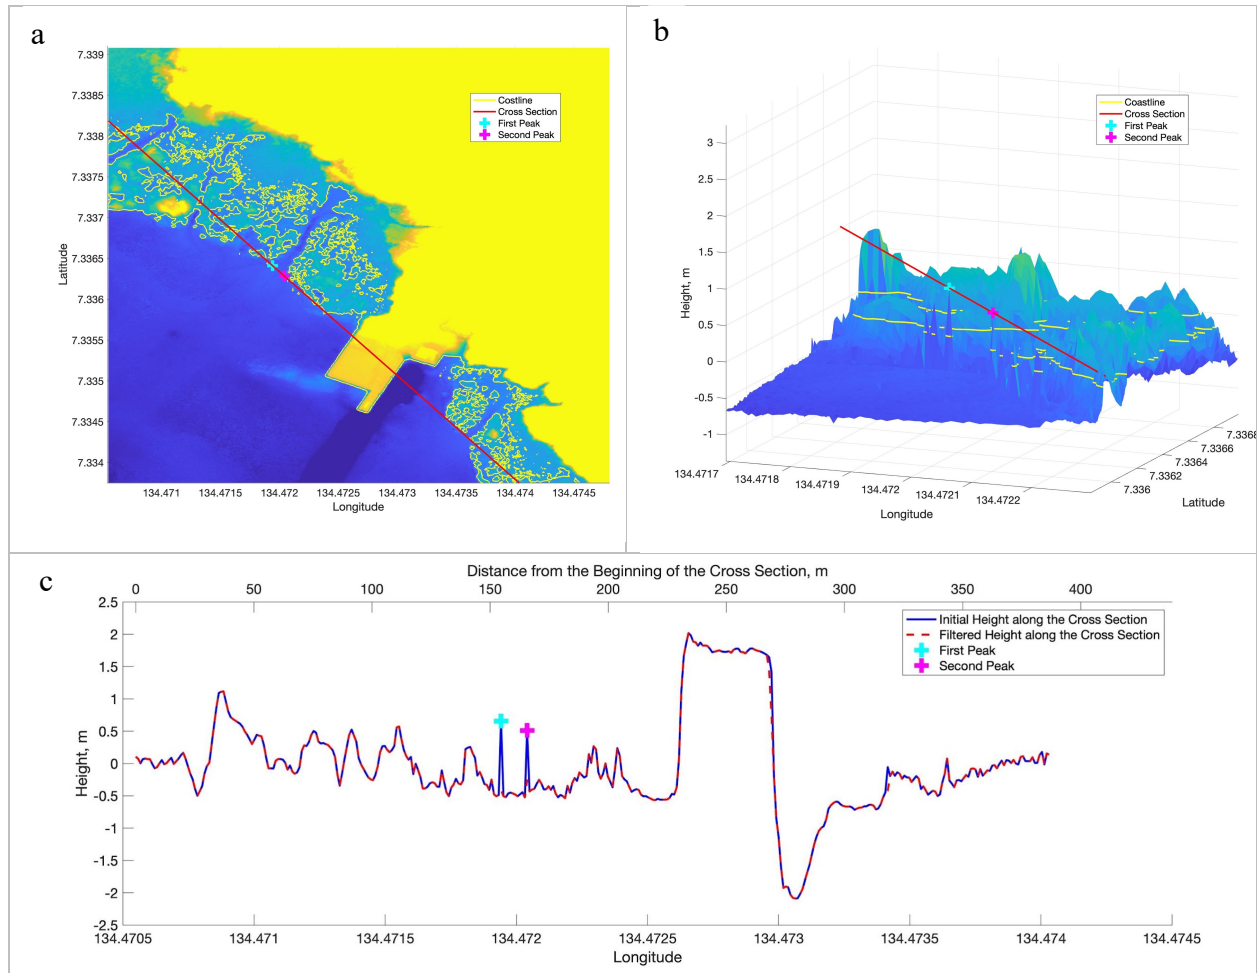 a
7.339
7.3385
7.338
7.3375
7.337
7.3365
7.336
7.3355
7.335
7.3345
7.334
Latitude
Costline
Cross Section
First Peak
Second Peak
134.471 134.4715 134.472 134.4725 134.473 134.4735 134.474 134.4745
Longitude
b
Coastline
Cross Section
First Peak
Second Peak
3
2.5
2
1.5
1
0.5
0
-0.5
-1
Height, m
134.4717 134.4718 134.4719 134.472 134.4721 134.4722
Longitude
7.336 7.3362 7.3364 7.3366 7.3368
Latitude
c
Distance from the Beginning of the Cross Section, m
0 50 100 150 200 250 300 350 400
2.5
2
1.5
1
0.5
0
-0.5
-1
-1.5
-2
-2.5
Height, m
Initial Height along the Cross Section
Filtered Height along the Cross Section
First Peak
Second Peak
134.4705 134.471 134.4715 134.472 134.4725 134.473 134.4735 134.474 134.4745
Longitude